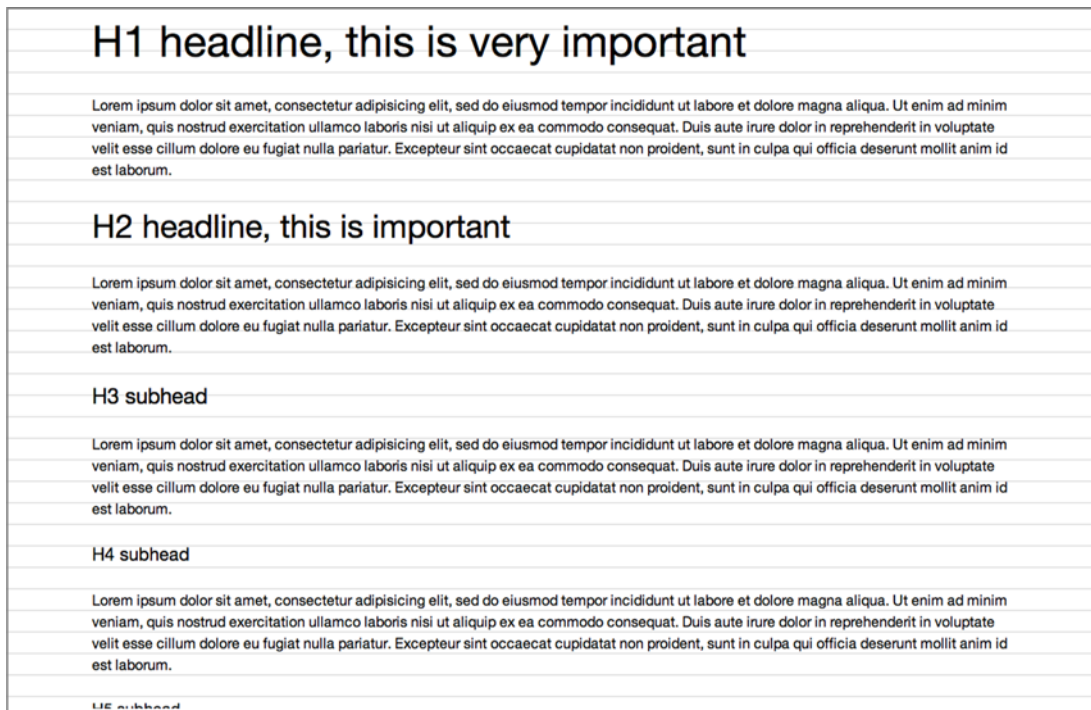 H1 headline, this is very important
Lorem ipsum dolor sit amet, consectetur adipisicing elit, sed do eiusmod tempor incididunt ut labore et dolore magna aliqua. Ut enim ad minim
veniam, quis nostrud exercitation ullamco laboris nisi ut aliquip ex ea commodo consequat. Duis aute irure dolor in reprehenderit in voluptate
velit esse cillum dolore eu fugiat nulla pariatur. Excepteur sint occaecat cupidatat non proident, sunt in culpa qui officia deserunt mollit anim id
est laborum.
H2 headline, this is important
Lorem ipsum dolor sit amet, consectetur adipisicing elit, sed do eiusmod tempor incididunt ut labore et dolore magna aliqua. Ut enim ad minim
veniam, quis nostrud exercitation ullamco laboris nisi ut aliquip ex ea commodo consequat. Duis aute irure dolor in reprehenderit in voluptate
velit esse cillum dolore eu fugiat nulla pariatur. Excepteur sint occaecat cupidatat non proident, sunt in culpa qui officia deserunt mollit anim id
est laborum.
H3 subhead
Lorem ipsum dolor sit amet, consectetur adipisicing elit, sed do eiusmod tempor incididunt ut labore et dolore magna aliqua. Ut enim ad minim
veniam, quis nostrud exercitation ullamco laboris nisi ut aliquip ex ea commodo consequat. Duis aute irure dolor in reprehenderit in voluptate
velit esse cillum dolore eu fugiat nulla pariatur. Excepteur sint occaecat cupidatat non proident, sunt in culpa qui officia deserunt mollit anim id
est laborum.
H4 subhead
Lorem ipsum dolor sit amet, consectetur adipisicing elit, sed do eiusmod tempor incididunt ut labore et dolore magna aliqua. Ut enim ad minim
veniam, quis nostrud exercitation ullamco laboris nisi ut aliquip ex ea commodo consequat. Duis aute irure dolor in reprehenderit in voluptate
velit esse cillum dolore eu fugiat nulla pariatur. Excepteur sint occaecat cupidatat non proident, sunt in culpa qui officia deserunt mollit anim id
est laborum.
H5 subhead